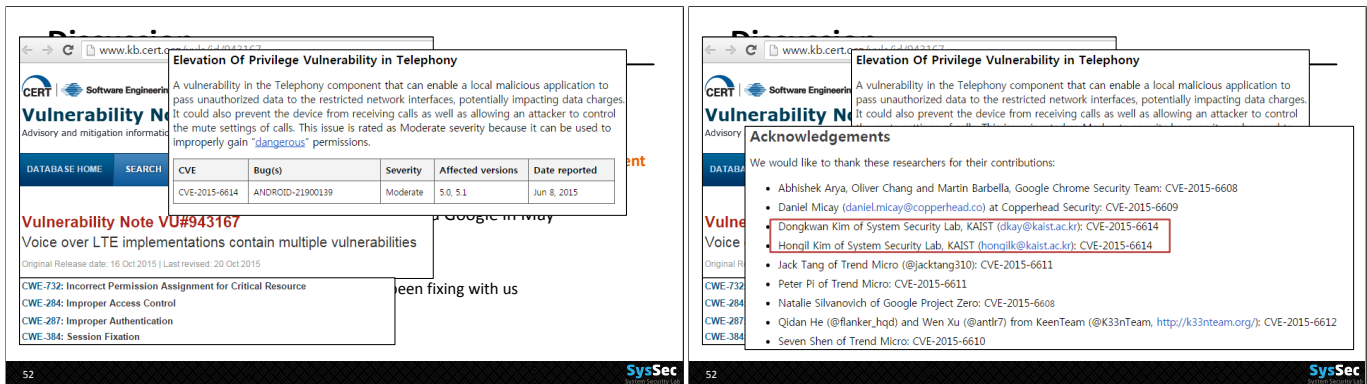 Discussion
www.kb.cert.org/vuls/id/943167
CERT Software Engineerin
Vulnerability No
Advisory and mitigation informatic
DATABASE HOME SEARCH
Elevation Of Privilege Vulnerability in Telephony
A vulnerability in the Telephony component that can enable a local malicious application to
pass unauthorized data to the restricted network interfaces, potentially impacting data charges.
It could also prevent the device from receiving calls as well as allowing an attacker to control
the mute settings of calls. This issue is rated as Moderate severity because it can be used to
improperly gain "dangerous" permissions.
CVE Bug(s) Severity Affected versions Date reported
CVE-2015-6614 ANDROID-21900139 Moderate 5.0, 5.1 Jun 8, 2015
ent
d Google in May
Vulnerability Note VU#943167
Voice over LTE implementations contain multiple vulnerabilities
Original Release date: 16 Oct 2015 | Last revised: 20 Oct 2015
CWE-732: Incorrect Permission Assignment for Critical Resource
CWE-284: Improper Access Control
CWE-287: Improper Authentication
CWE-384: Session Fixation
been fixing with us
52
SysSec
System Security Lab
Discussion
www.kb.cert.org/vuls/id/943167
CERT Software Engineerin
Vulnerability No
Advisory
DATABA
Elevation Of Privilege Vulnerability in Telephony
A vulnerability in the Telephony component that can enable a local malicious application to
pass unauthorized data to the restricted network interfaces, potentially impacting data charges.
It could also prevent the device from receiving calls as well as allowing an attacker to control
Acknowledgements
We would like to thank these researchers for their contributions:
• Abhishek Arya, Oliver Chang and Martin Barbella, Google Chrome Security Team: CVE-2015-6608
• Daniel Micay (daniel.micay@copperhead.co) at Copperhead Security: CVE-2015-6609
• Dongkwan Kim of System Security Lab, KAIST (dkay@kaist.ac.kr): CVE-2015-6614
• Hongil Kim of System Security Lab, KAIST (hongilk@kaist.ac.kr): CVE-2015-6614
• Jack Tang of Trend Micro (@jacktang310): CVE-2015-6611
• Peter Pi of Trend Micro: CVE-2015-6611
• Natalie Silvanovich of Google Project Zero: CVE-2015-6608
• Qidan He (@flanker_hqd) and Wen Xu (@antlr7) from KeenTeam (@K33nTeam, http://k33nteam.org/): CVE-2015-6612
• Seven Shen of Trend Micro: CVE-2015-6610
Vulne
Voice
Original R
CWE-732
CWE-284
CWE-287
CWE-384
52
SysSec
System Security Lab